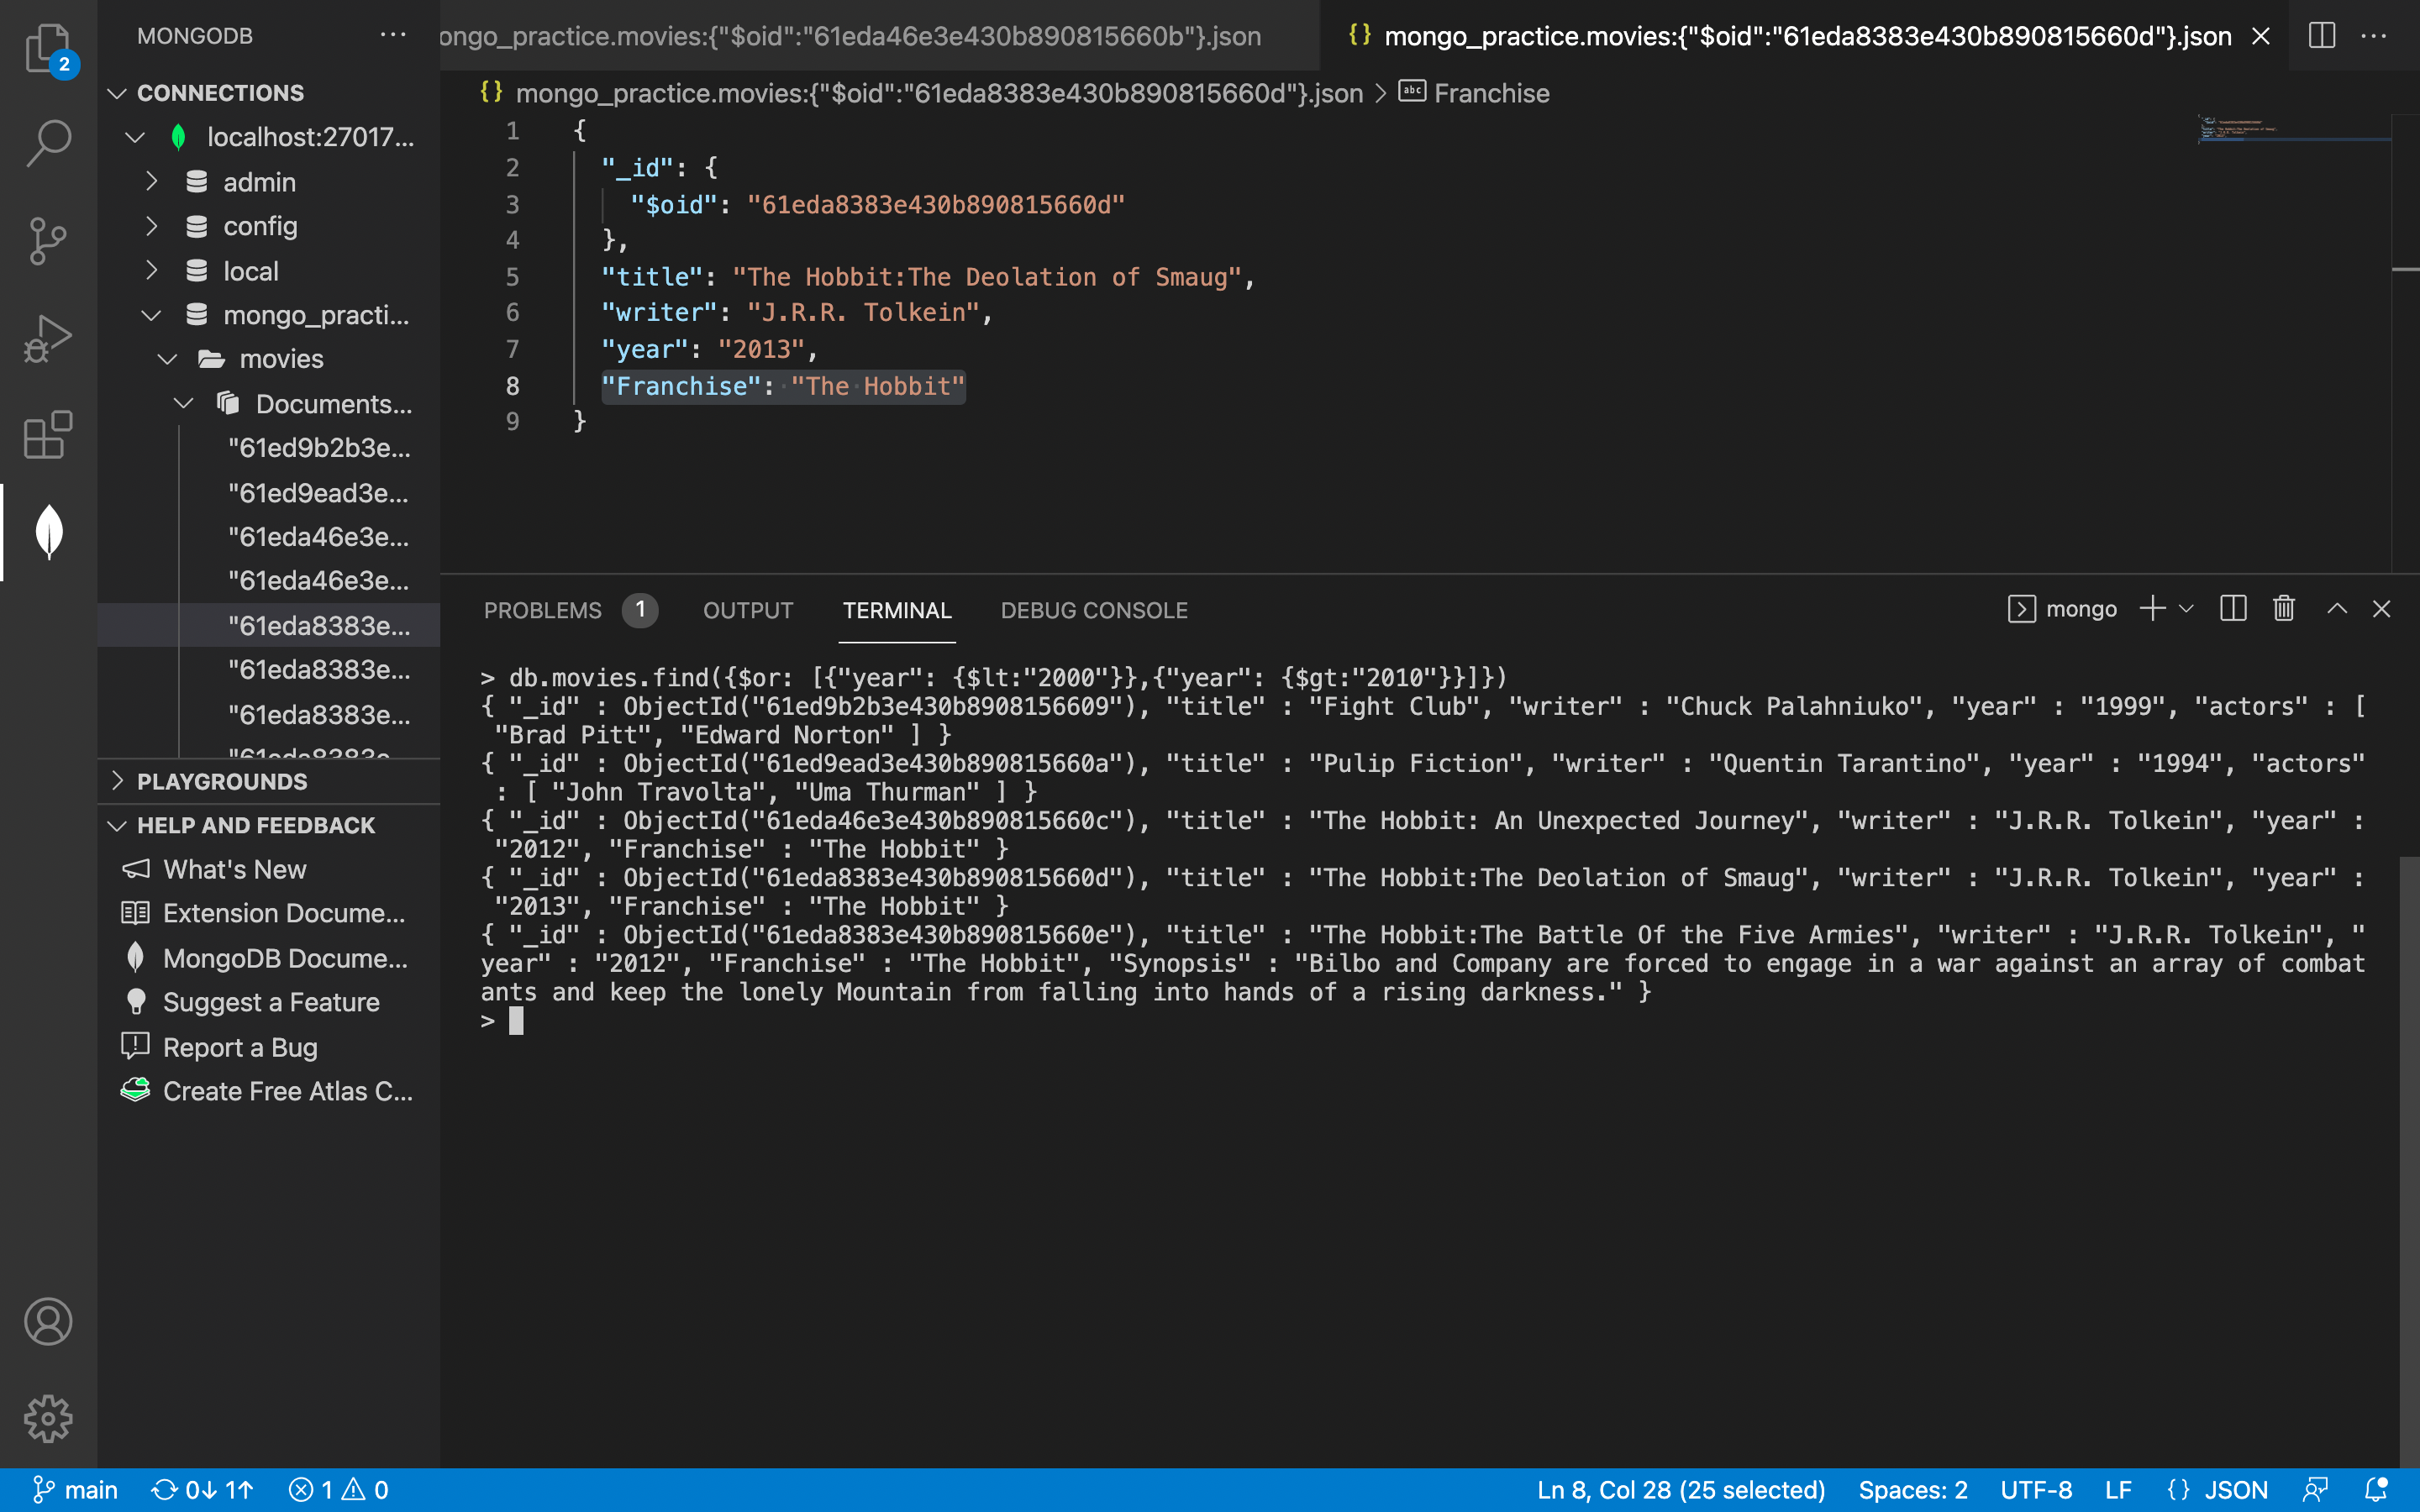 MONGODB
2
CONNECTIONS
localhost:27017...
admin
config
local
mongo_practi...
movies
Documents...
"61ed9b2b3e...
"61ed9ead3e...
"61eda46e3e...
"61eda46e3e...
"61eda8383e...
"61eda8383e...
"61eda8383e...
"61eda8383e
PLAYGROUNDS
HELP AND FEEDBACK
What's New
Extension Docume...
MongoDB Docume...
Suggest a Feature
Report a Bug
Create Free Atlas C...
ongo_practice.movies:{"$oid":"61eda46e3e430b890815660b"}.json
{} mongo_practice.movies:{"$oid":"61eda8383e430b890815660d"}.json
{} mongo_practice.movies:{"$oid":"61eda8383e430b890815660d"}.json > abc Franchise
1 {
2 "_id": {
3 "$oid": "61eda8383e430b890815660d"
4 },
5 "title": "The Hobbit:The Deolation of Smaug",
6 "writer": "J.R.R. Tolkein",
7 "year": "2013",
8 "Franchise": "The Hobbit"
9 }
PROBLEMS 1 OUTPUT TERMINAL DEBUG CONSOLE mongo
> db.movies.find({$or: [{"year": {$lt:"2000"}},{"year": {$gt:"2010"}}]})
{ "_id" : ObjectId("61ed9b2b3e430b8908156609"), "title" : "Fight Club", "writer" : "Chuck Palahniuko", "year" : "1999", "actors" : [
"Brad Pitt", "Edward Norton" ] }
{ "_id" : ObjectId("61ed9ead3e430b890815660a"), "title" : "Pulip Fiction", "writer" : "Quentin Tarantino", "year" : "1994", "actors"
: [ "John Travolta", "Uma Thurman" ] }
{ "_id" : ObjectId("61eda46e3e430b890815660c"), "title" : "The Hobbit: An Unexpected Journey", "writer" : "J.R.R. Tolkein", "year" :
"2012", "Franchise" : "The Hobbit" }
{ "_id" : ObjectId("61eda8383e430b890815660d"), "title" : "The Hobbit:The Deolation of Smaug", "writer" : "J.R.R. Tolkein", "year" :
"2013", "Franchise" : "The Hobbit" }
{ "_id" : ObjectId("61eda8383e430b890815660e"), "title" : "The Hobbit:The Battle Of the Five Armies", "writer" : "J.R.R. Tolkein", "
year" : "2012", "Franchise" : "The Hobbit", "Synopsis" : "Bilbo and Company are forced to engage in a war against an array of combat
ants and keep the lonely Mountain from falling into hands of a rising darkness." }
>
main 0↓ 1↑ 1 0 Ln 8, Col 28 (25 selected) Spaces: 2 UTF-8 LF {} JSON